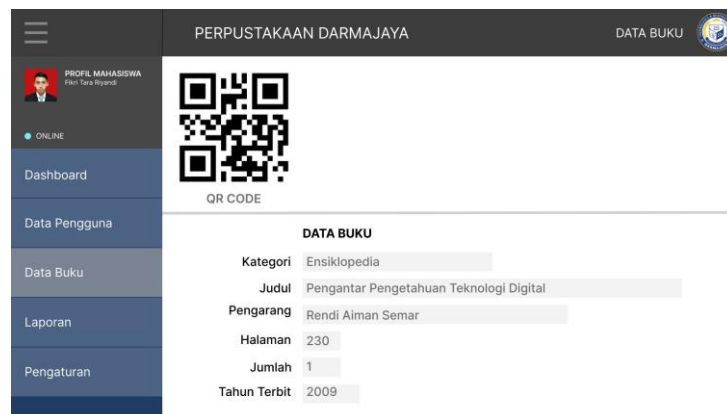 PERPUSTAKAAN DARMAJAYA
DATA BUKU
PROFIL MAHASISWA
Fikri Tara Riyandi
ONLINE
Dashboard
Data Pengguna
Data Buku
Laporan
Pengaturan
QR CODE
DATA BUKU
Kategori Ensiklopedia
Judul Pengantar Pengetahuan Teknologi Digital
Pengarang Rendi Aiman Semar
Halaman 230
Jumlah 1
Tahun Terbit 2009